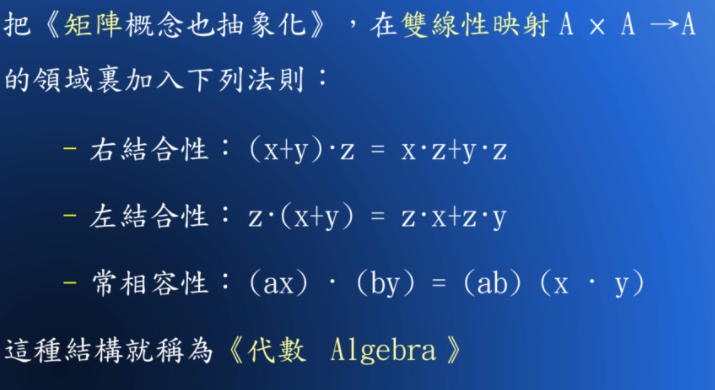 把《矩陣概念也抽象化》，在雙線性映射 A × A →A
的領域裏加入下列法則：
– 右結合性：(x+y)·z = x·z+y·z
– 左結合性：z·(x+y) = z·x+z·y
– 常相容性：(ax) · (by) = (ab) (x · y)
這種結構就稱為《代數 Algebra》